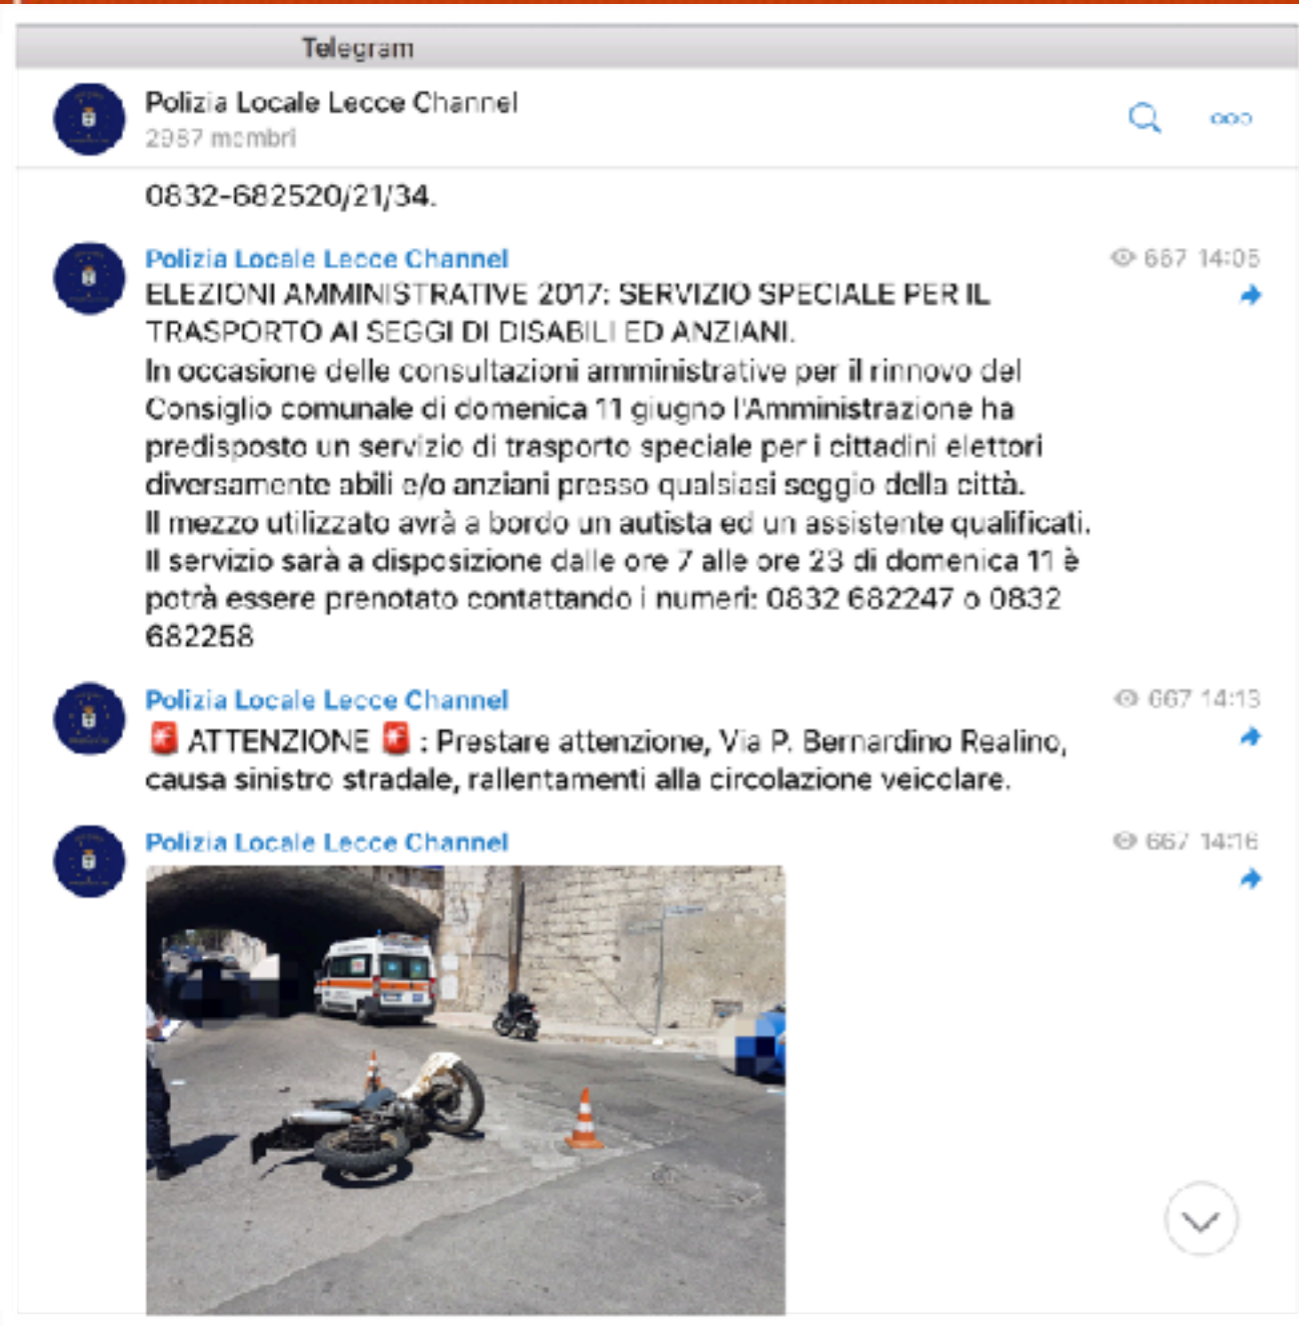 Telegram
Polizia Locale Lecce Channel
2987 membri
0832-682520/21/34.
Polizia Locale Lecce Channel
667 14:05
ELEZIONI AMMINISTRATIVE 2017: SERVIZIO SPECIALE PER IL
TRASPORTO AI SEGGI DI DISABILI ED ANZIANI.
In occasione delle consultazioni amministrative per il rinnovo del
Consiglio comunale di domenica 11 giugno l'Amministrazione ha
predisposto un servizio di trasporto speciale per i cittadini elettori
diversamente abili e/o anziani presso qualsiasi seggio della città.
Il mezzo utilizzato avrà a bordo un autista ed un assistente qualificati.
Il servizio sarà a disposizione dalle ore 7 alle ore 23 di domenica 11 è
potrà essere prenotato contattando i numeri: 0832 682247 o 0832
682258
Polizia Locale Lecce Channel
667 14:13
🚨 ATTENZIONE 🚨 : Prestare attenzione, Via P. Bernardino Realino,
causa sinistro stradale, rallentamenti alla circolazione veicolare.
Polizia Locale Lecce Channel
667 14:16